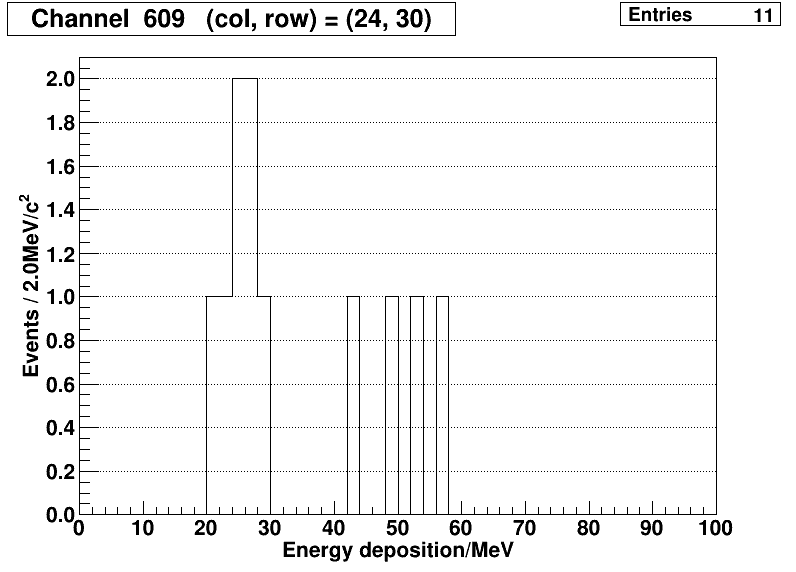 Channel 609 (col, row) = (24, 30)
Entries 11
2.0
1.8
1.6
1.4
1.2
1.0
0.8
0.6
0.4
0.2
0.0
Events / 2.0MeV/c²
0 10 20 30 40 50 60 70 80 90 100
Energy deposition/MeV